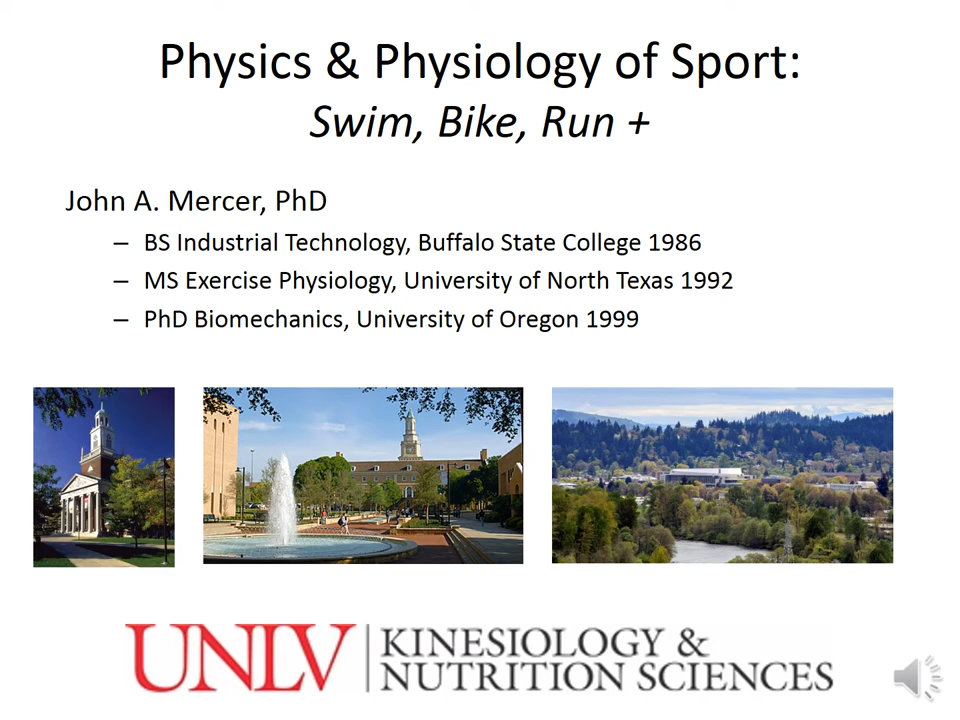 Physics & Physiology of Sport:
Swim, Bike, Run +
John A. Mercer, PhD
– BS Industrial Technology, Buffalo State College 1986
– MS Exercise Physiology, University of North Texas 1992
– PhD Biomechanics, University of Oregon 1999
UNLV | KINESIOLOGY &
NUTRITION SCIENCES